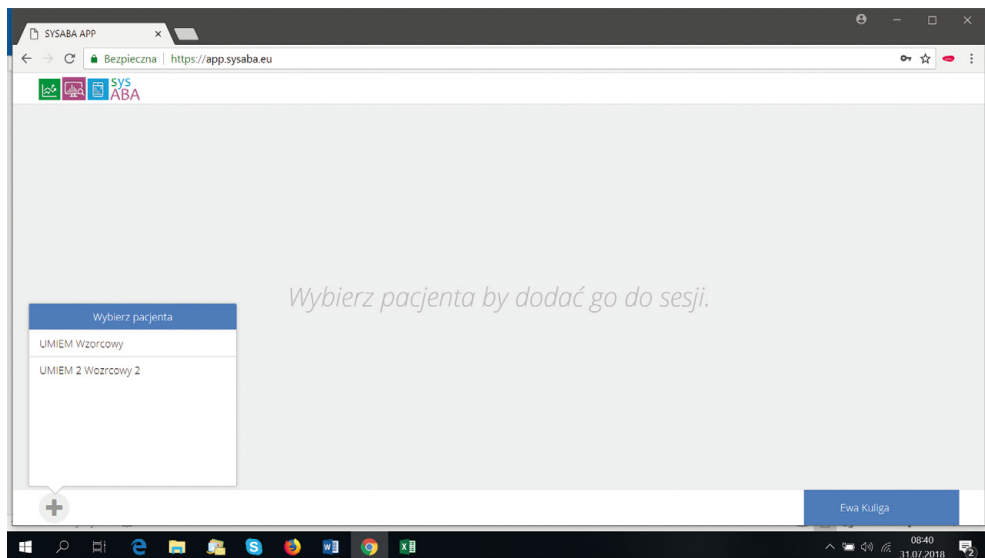 SYSABA APP
Bezpieczna https://app.sysaba.eu
sys
ABA
Wybierz pacjenta by dodać go do sesji.
Wybierz pacjenta
UMIEM Wzorcowy
UMIEM 2 Wozrcowy 2
Ewa Kuliga
08:40
31.07.2018
2